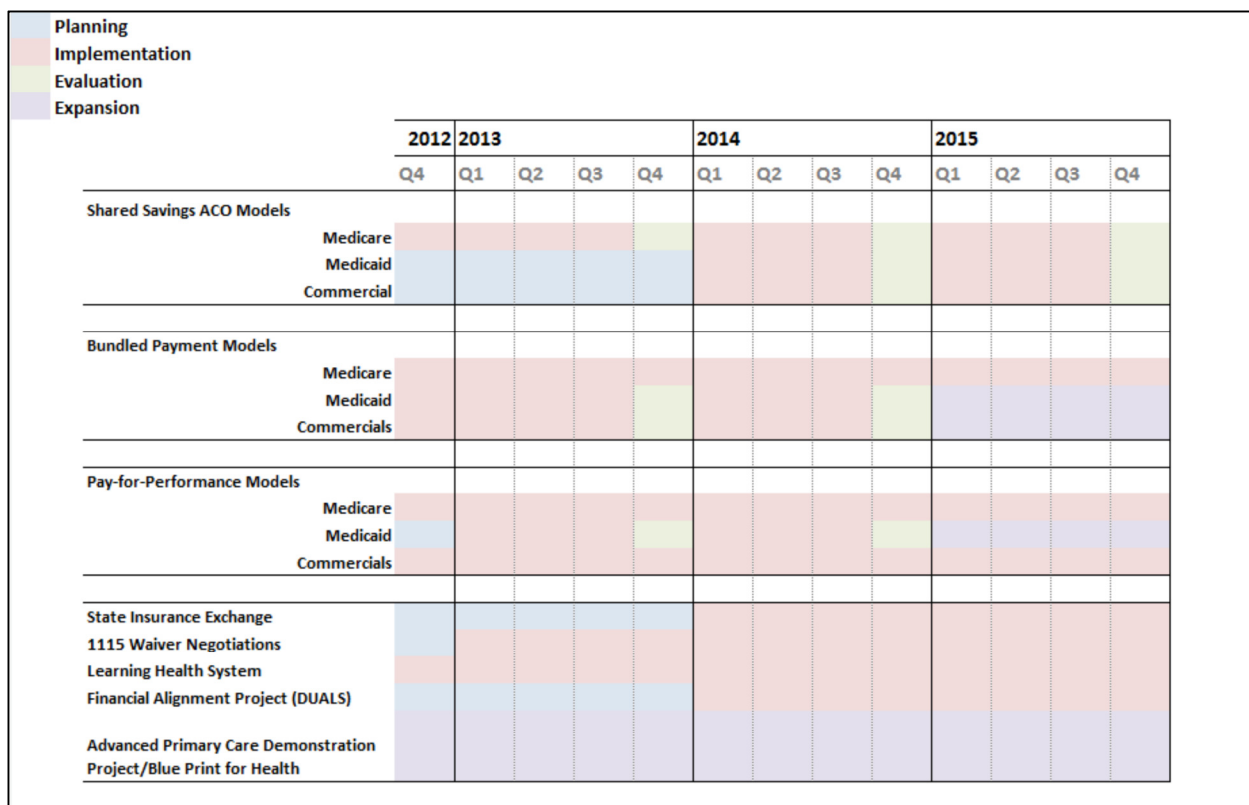 Planning
Implementation
Evaluation
Expansion
2012 2013 2014 2015
Q4 Q1 Q2 Q3 Q4 Q1 Q2 Q3 Q4 Q1 Q2 Q3 Q4
Shared Savings ACO Models
Medicare
Medicaid
Commercial
Bundled Payment Models
Medicare
Medicaid
Commercials
Pay-for-Performance Models
Medicare
Medicaid
Commercials
State Insurance Exchange
1115 Waiver Negotiations
Learning Health System
Financial Alignment Project (DUALS)
Advanced Primary Care Demonstration
Project/Blue Print for Health